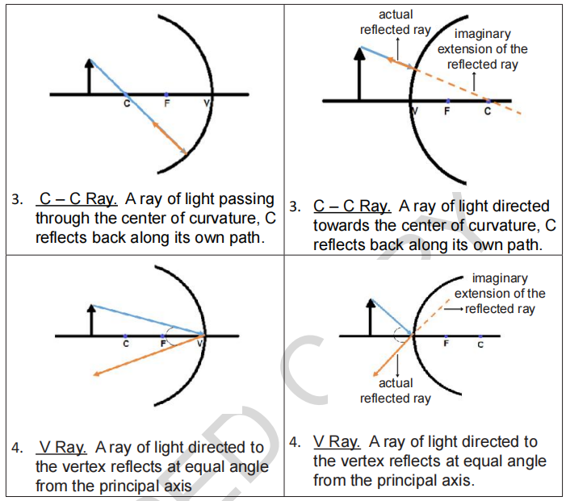 C F V
3. C – C Ray. A ray of light passing
through the center of curvature, C
reflects back along its own path.
actual
reflected ray
imaginary
extension of the
reflected ray
V F C
3. C – C Ray. A ray of light directed
towards the center of curvature, C
reflects back along its own path.
C F V
4. V Ray. A ray of light directed to
the vertex reflects at equal angle
from the principal axis
imaginary
extension of the
reflected ray
F C
actual
reflected ray
4. V Ray. A ray of light directed to
the vertex reflects at equal angle
from the principal axis.